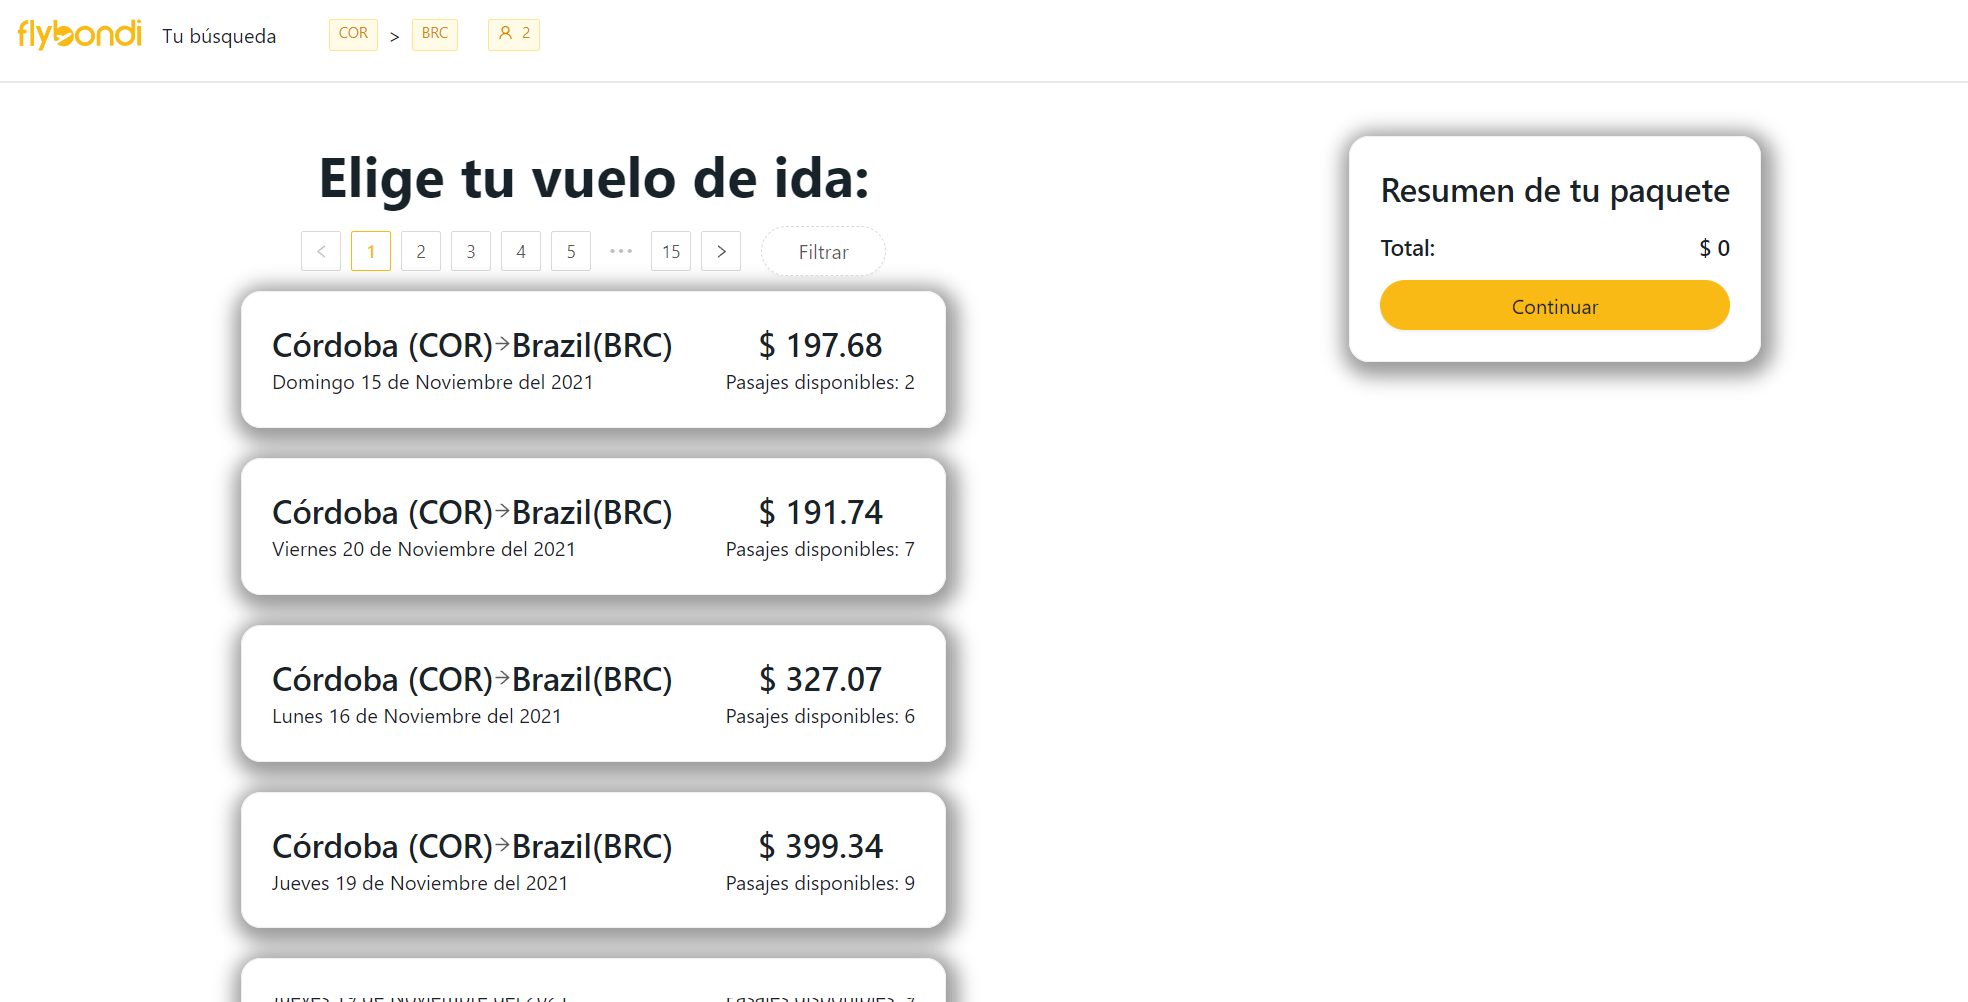 flybondi Tu búsqueda COR > BRC 2
Elige tu vuelo de ida:
< 1 2 3 4 5 ••• 15 > Filtrar
Córdoba (COR)→Brazil(BRC) $ 197.68
Domingo 15 de Noviembre del 2021 Pasajes disponibles: 2
Córdoba (COR)→Brazil(BRC) $ 191.74
Viernes 20 de Noviembre del 2021 Pasajes disponibles: 7
Córdoba (COR)→Brazil(BRC) $ 327.07
Lunes 16 de Noviembre del 2021 Pasajes disponibles: 6
Córdoba (COR)→Brazil(BRC) $ 399.34
Jueves 19 de Noviembre del 2021 Pasajes disponibles: 9
Resumen de tu paquete
Total: $ 0
Continuar